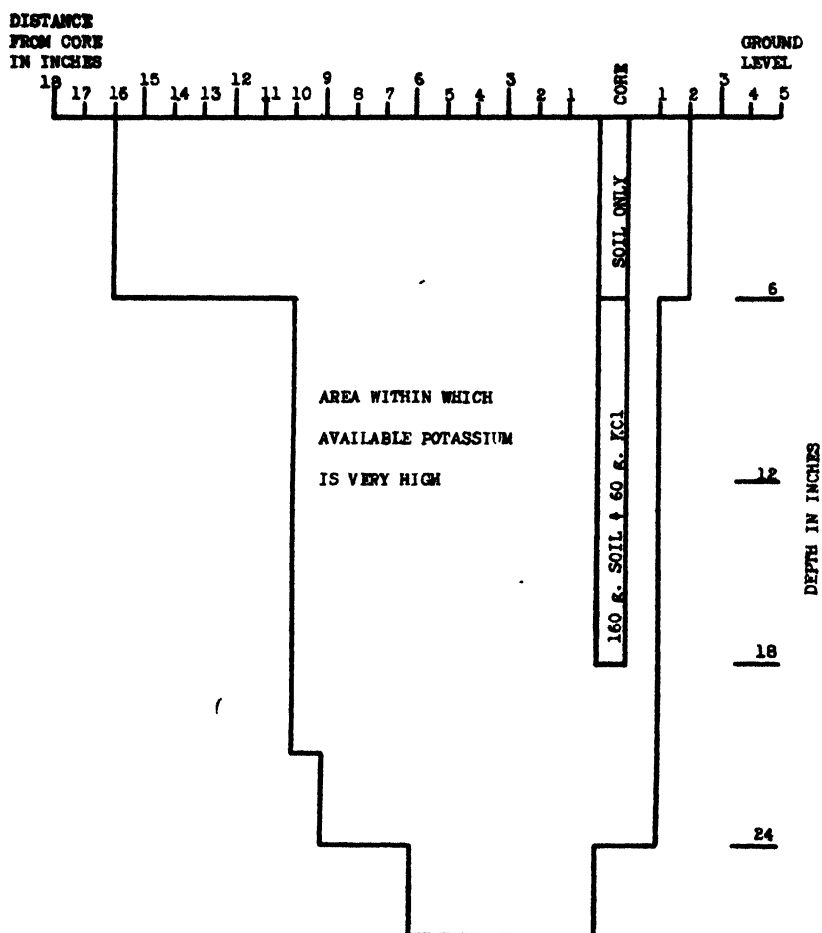 DISTANCE
FROM CORE
IN INCHES
GROUND
LEVEL
18 17 16 15 14 13 12 11 10 9 8 7 6 5 4 3 2 1 CORE 1 2 3 4 5
SOIL ONLY
6
AREA WITHIN WHICH
AVAILABLE POTASSIUM
IS VERY HIGH
160 g. SOIL + 60 g. KCl
12
DEPTH IN INCHES
18
24